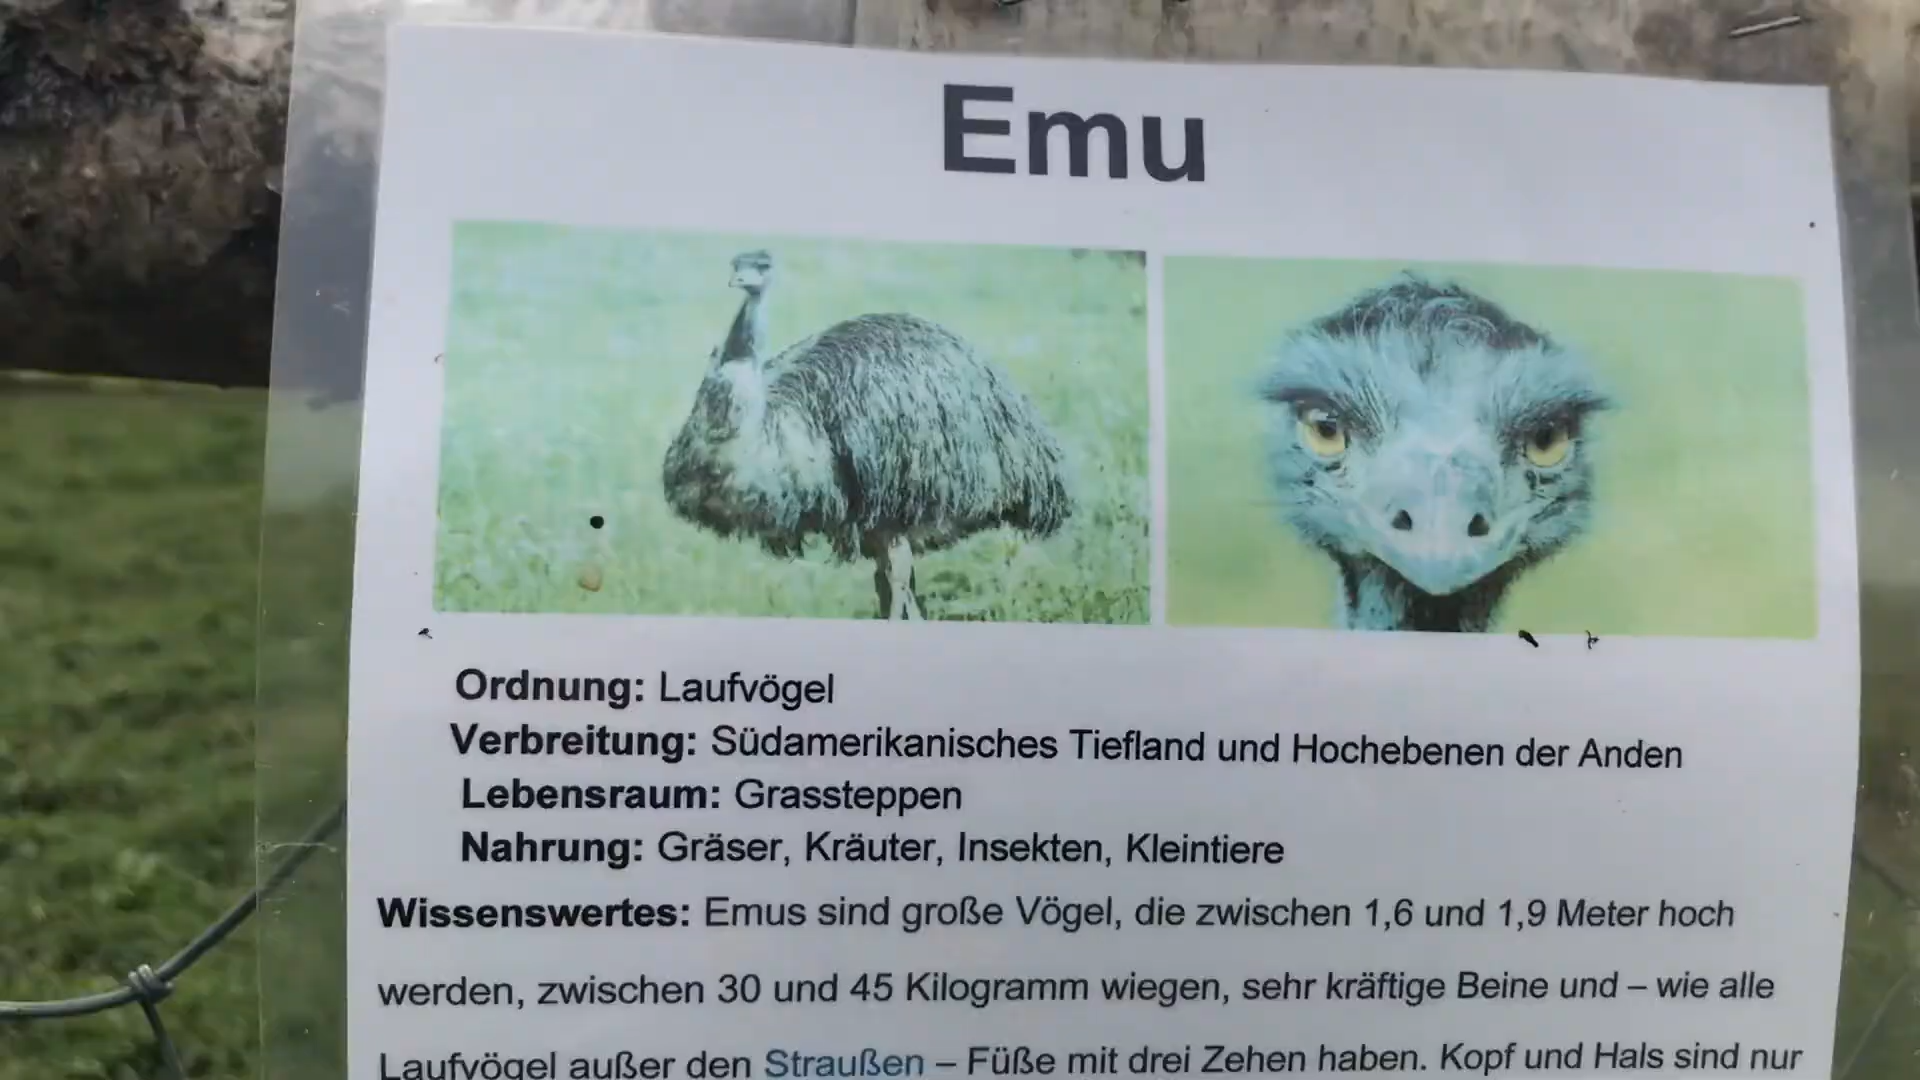 Emu
Ordnung: Laufvögel
Verbreitung: Südamerikanisches Tiefland und Hochebenen der Anden
Lebensraum: Grassteppen
Nahrung: Gräser, Kräuter, Insekten, Kleintiere
Wissenswertes: Emus sind große Vögel, die zwischen 1,6 und 1,9 Meter hoch
werden, zwischen 30 und 45 Kilogramm wiegen, sehr kräftige Beine und – wie alle
Laufvögel außer den Straußen – Füße mit drei Zehen haben. Kopf und Hals sind nur